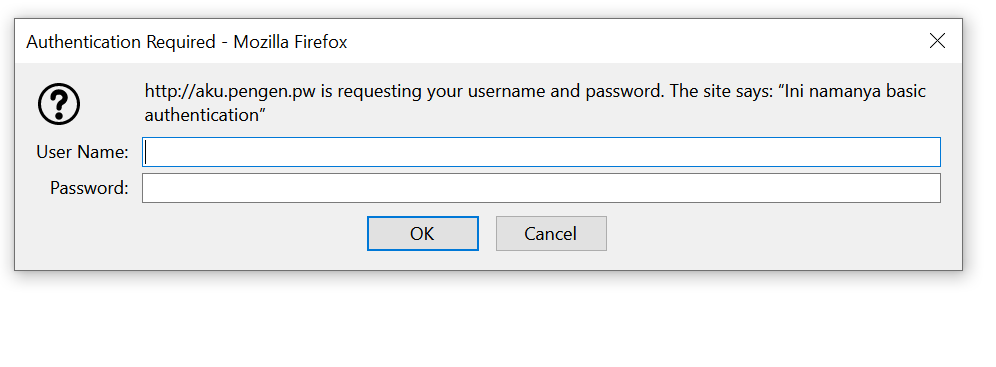 Authentication Required - Mozilla Firefox
http://aku.pengen.pw is requesting your username and password. The site says: “Ini namanya basic
authentication”
User Name:
Password:
OK Cancel